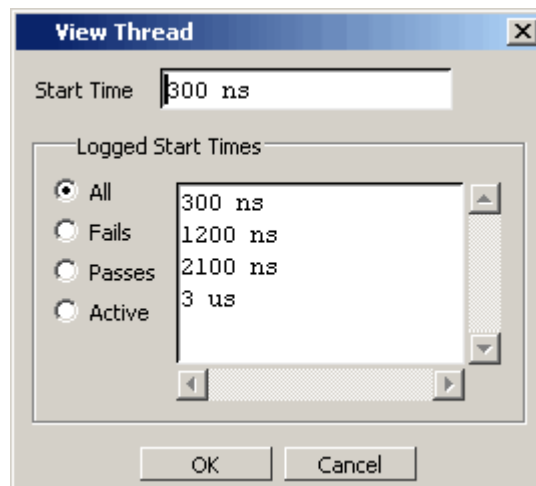 View Thread
Start Time 300 ns
Logged Start Times
All
Fails
Passes
Active
300 ns
1200 ns
2100 ns
3 us
OK Cancel